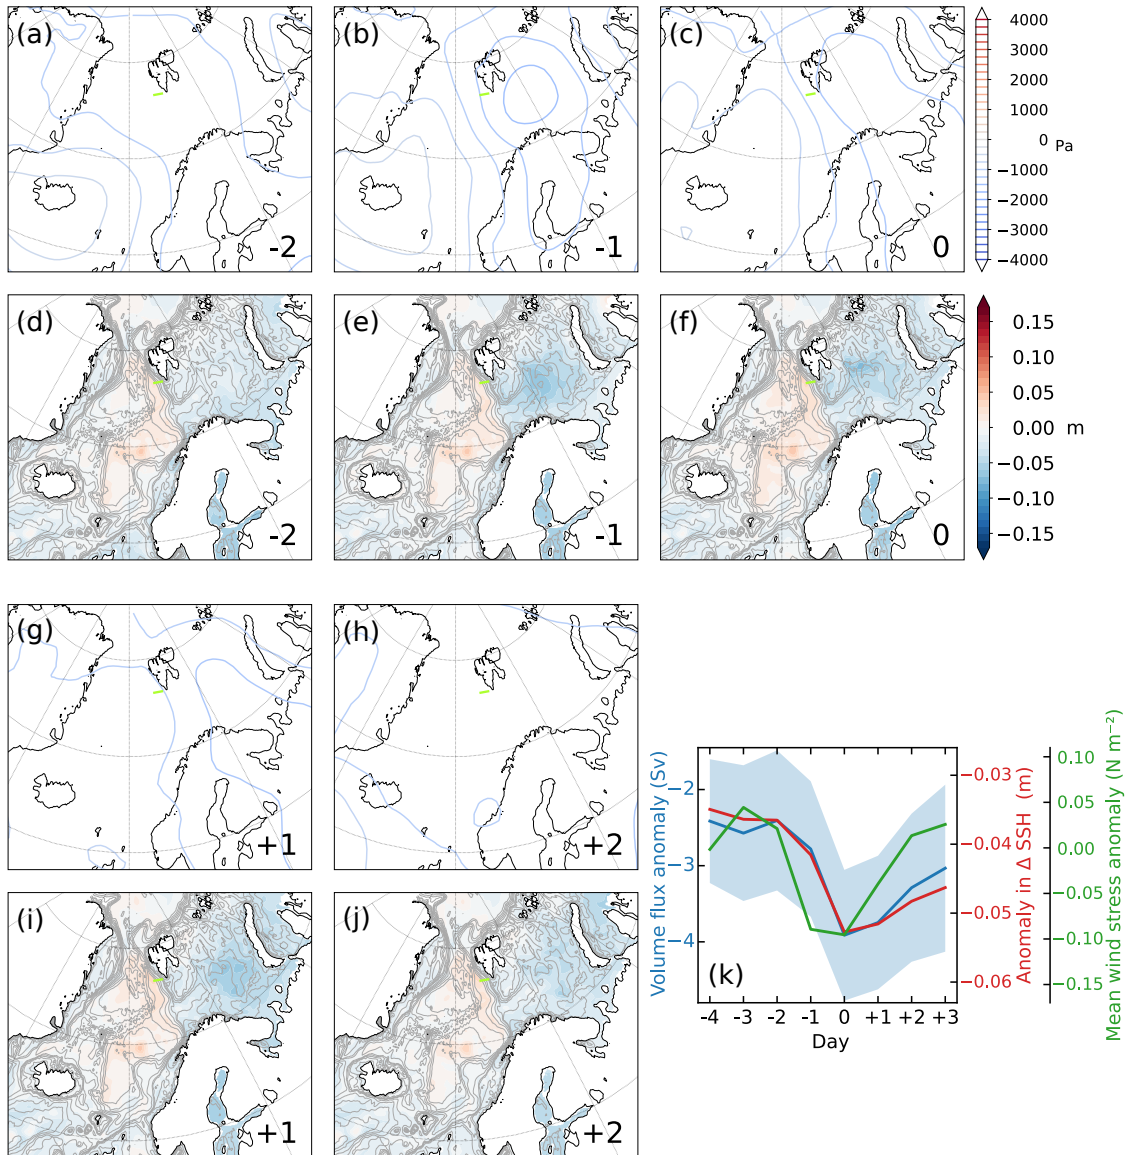 (a)
-2
(b)
-1
(c)
0
4000
3000
2000
1000
0
−1000
−2000
−3000
−4000
Pa
(d)
-2
(e)
-1
(f)
0
0.15
0.10
0.05
0.00
−0.05
−0.10
−0.15
m
(g)
+1
(h)
+2
(i)
+1
(j)
+2
Volume flux anomaly (Sv)
−2
−3
−4
(k)
-4 -3 -2 -1 0 +1 +2 +3
Day
−0.03
−0.04
−0.05
−0.06
Anomaly in Δ SSH (m)
0.10
0.05
0.00
−0.05
−0.10
−0.15
Mean wind stress anomaly (N m⁻²)